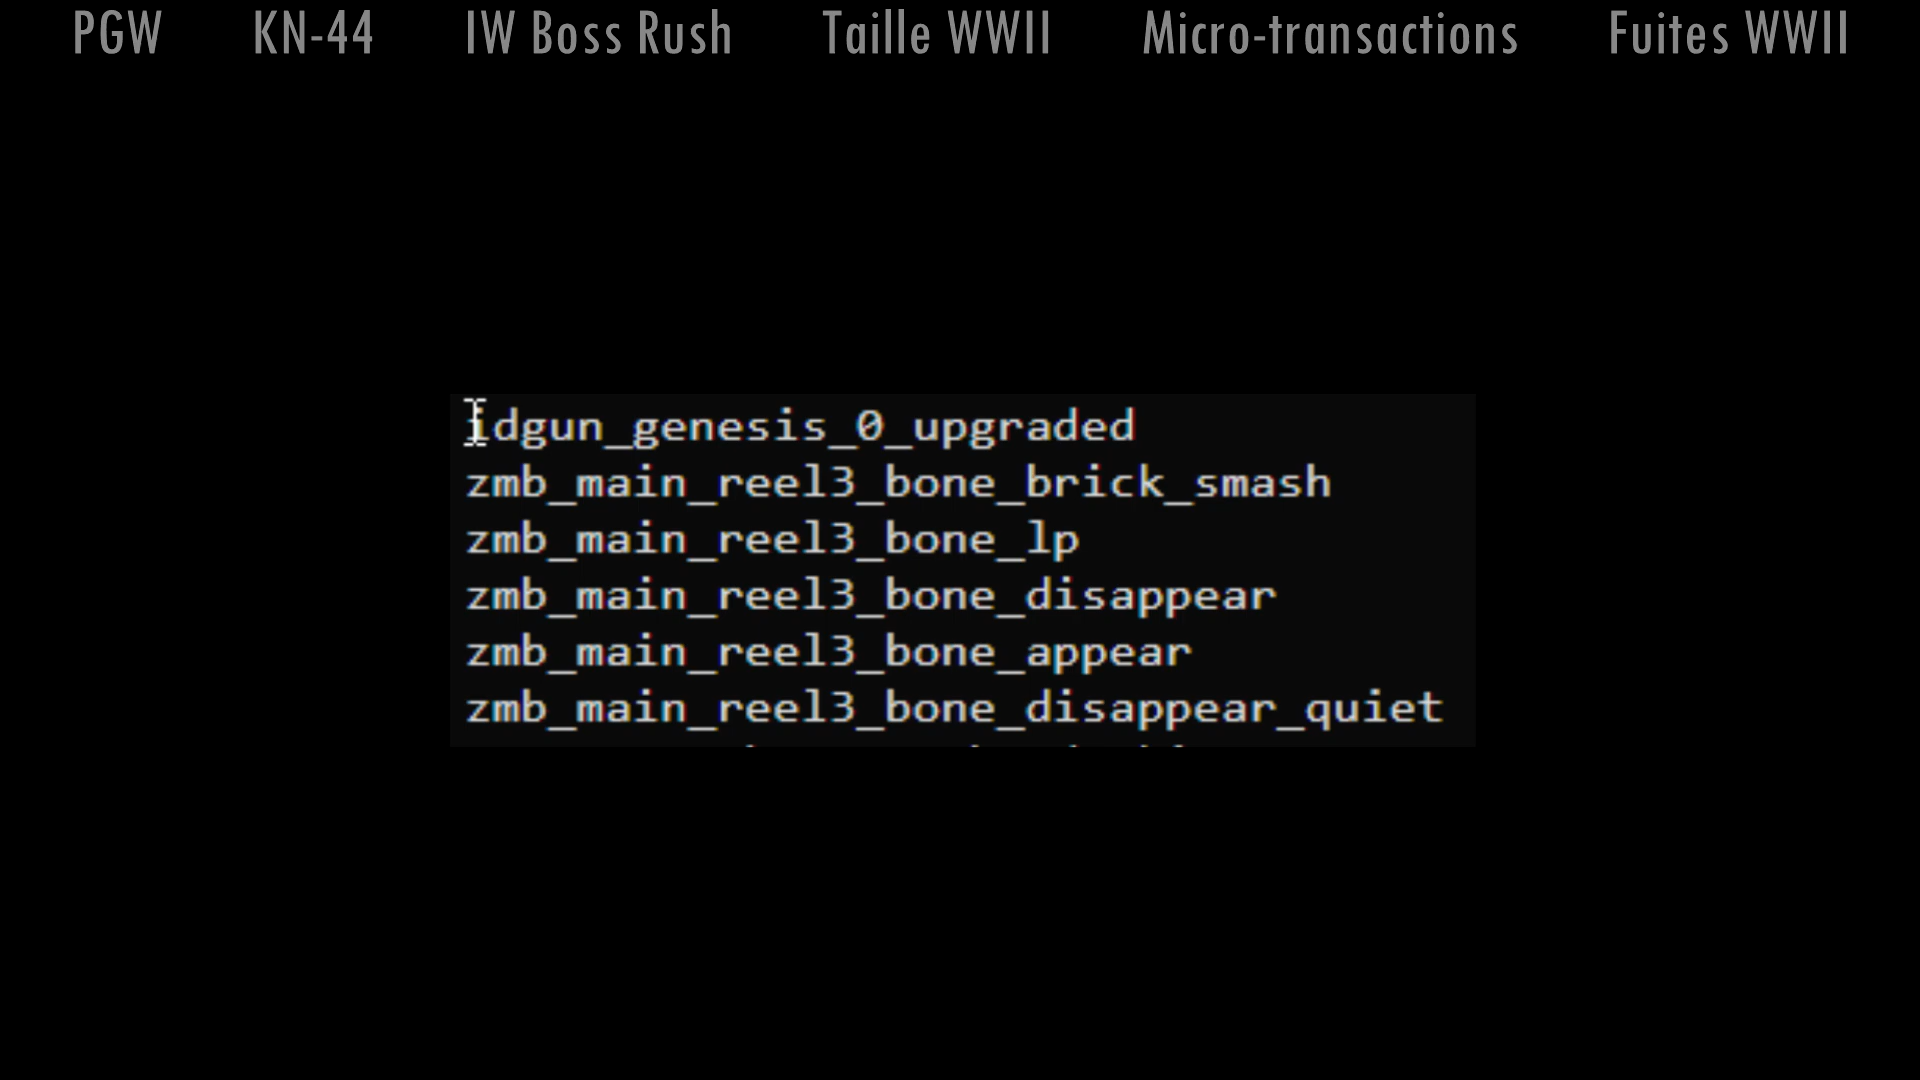 PGW KN-44 IW Boss Rush Taille WWII Micro-transactions Fuites WWII
idgun_genesis_0_upgraded
zmb_main_reel3_bone_brick_smash
zmb_main_reel3_bone_lp
zmb_main_reel3_bone_disappear
zmb_main_reel3_bone_appear
zmb_main_reel3_bone_disappear_quiet